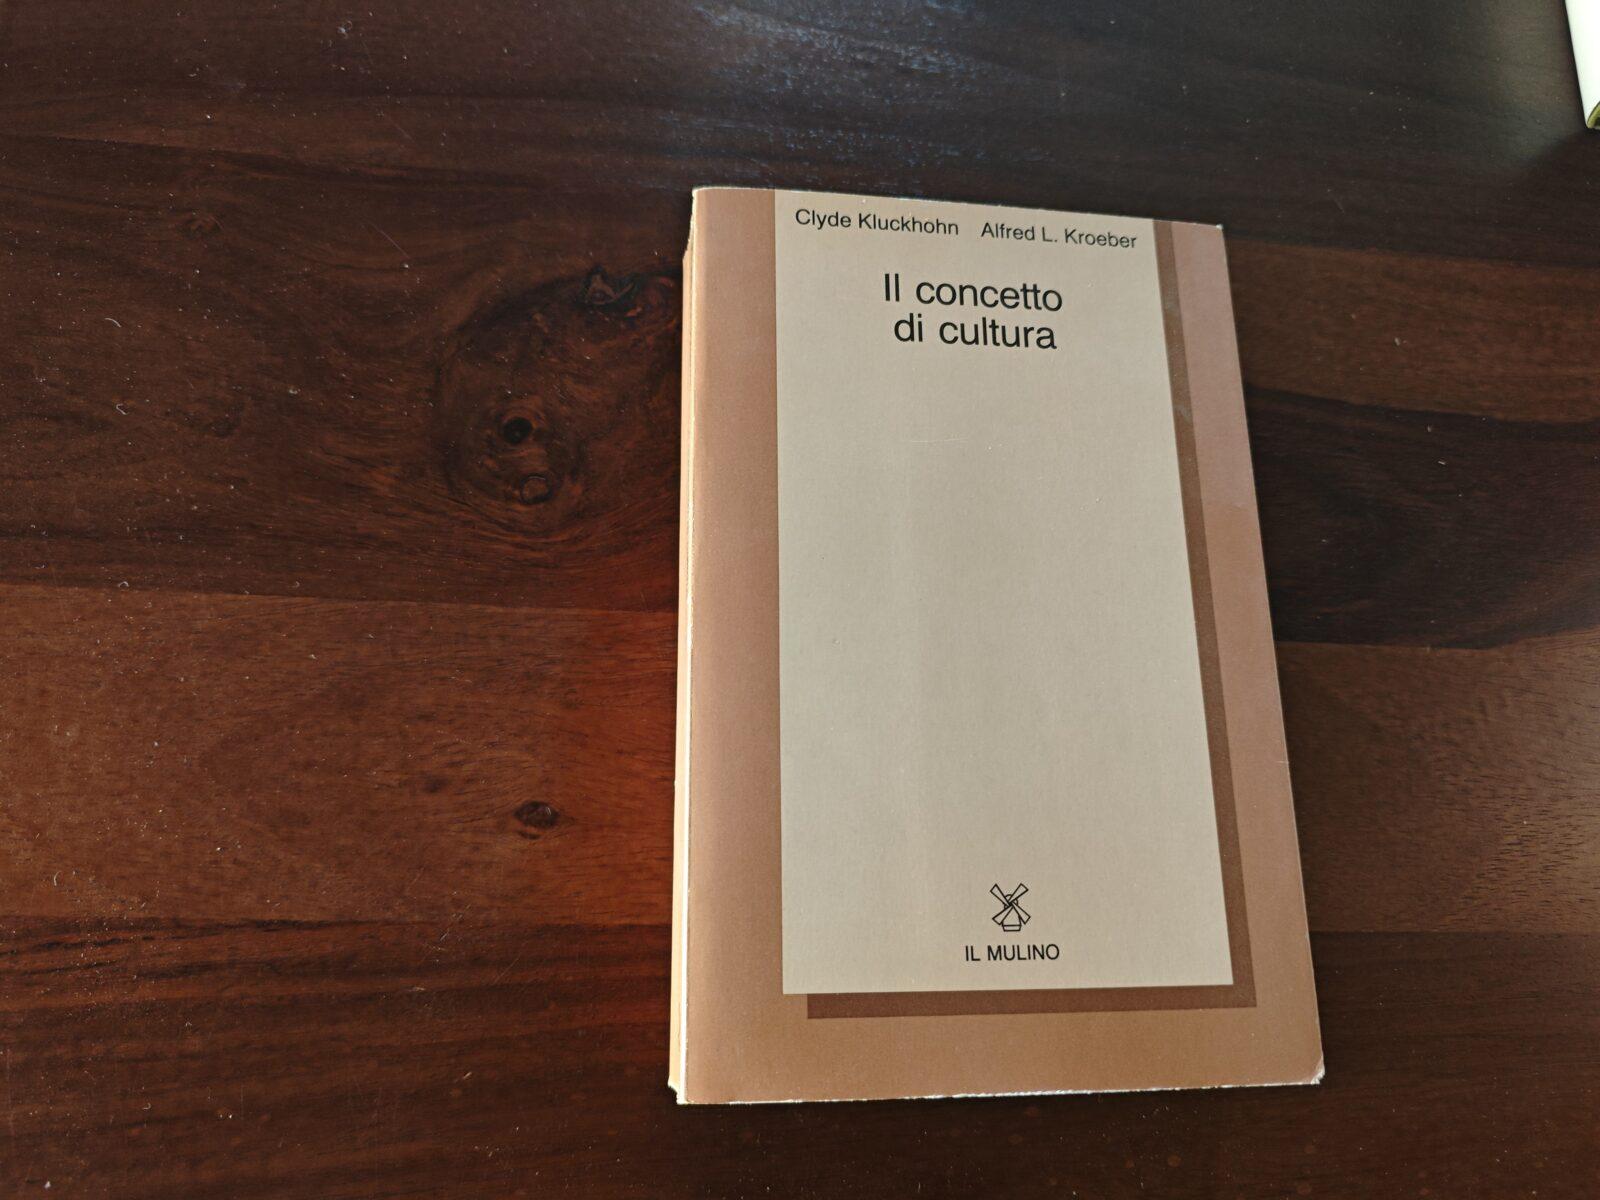 Clyde Kluckhohn Alfred L. Kroeber
Il concetto
di cultura
IL MULINO